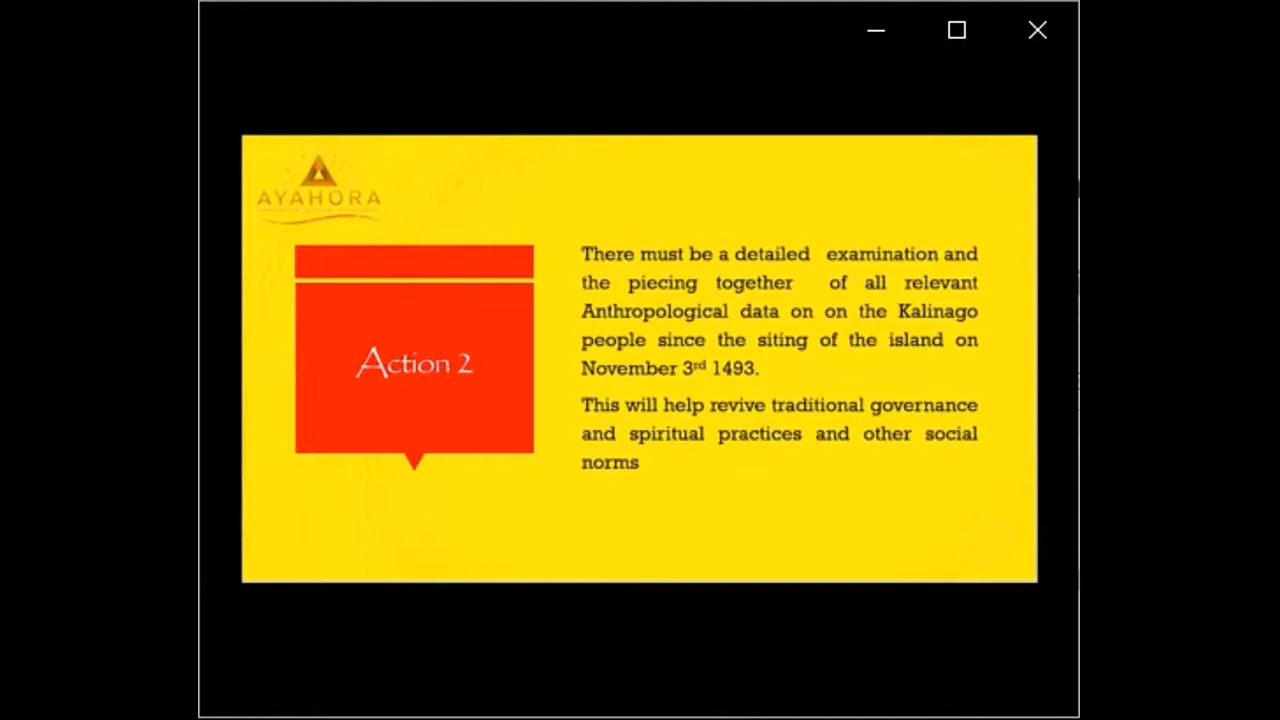 AYAHORA
Action 2
There must be a detailed examination and
the piecing together of all relevant
Anthropological data on on the Kalinago
people since the siting of the island on
November 3rd 1493.
This will help revive traditional governance
and spiritual practices and other social
norms